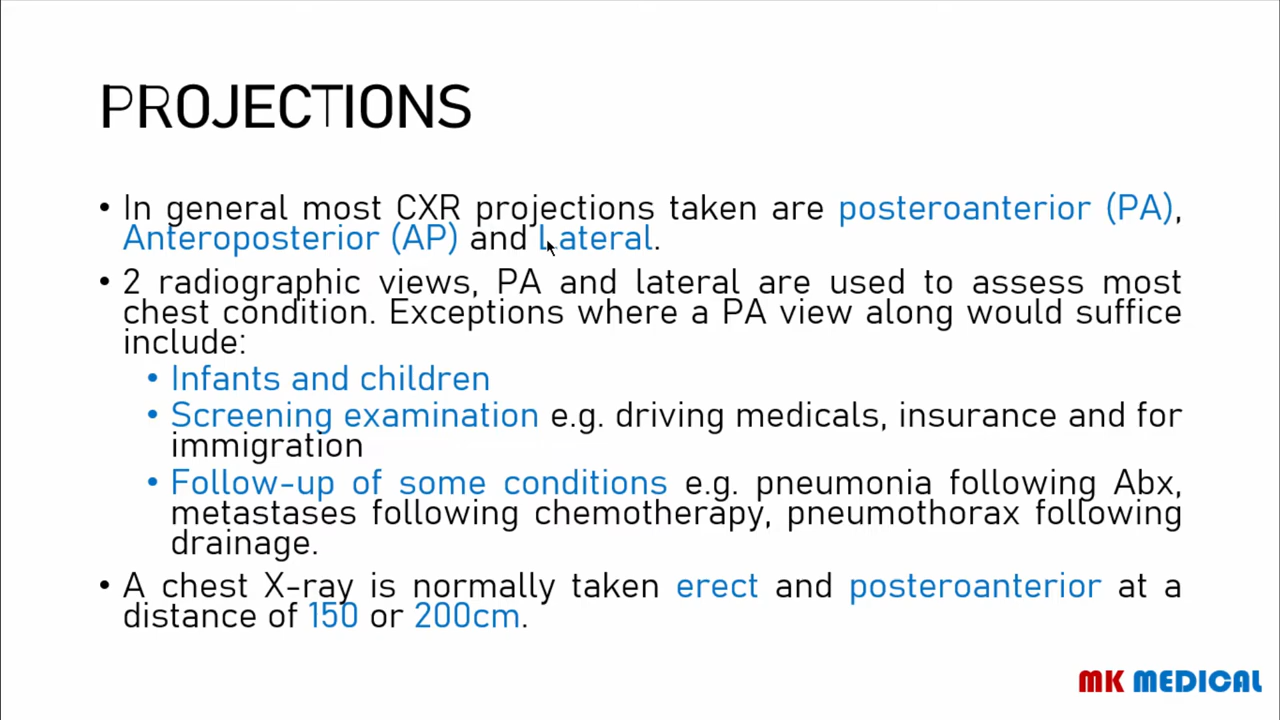 PROJECTIONS
• In general most CXR projections taken are posteroanterior (PA),
Anteroposterior (AP) and Lateral.
• 2 radiographic views, PA and lateral are used to assess most
chest condition. Exceptions where a PA view along would suffice
include:
• Infants and children
• Screening examination e.g. driving medicals, insurance and for
immigration
• Follow-up of some conditions e.g. pneumonia following Abx,
metastases following chemotherapy, pneumothorax following
drainage.
• A chest X-ray is normally taken erect and posteroanterior at a
distance of 150 or 200cm.
MK MEDICAL